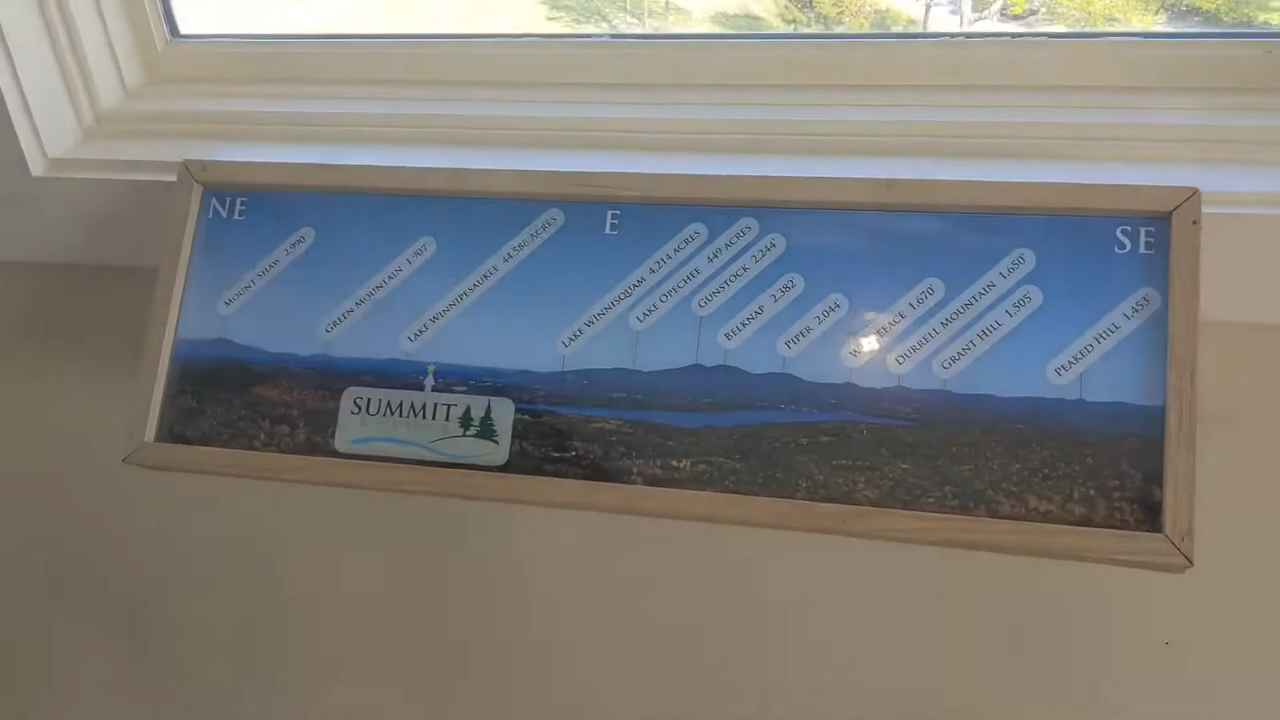 NE
E
SE
MOUNT SHAW 2,990'
GREEN MOUNTAIN 1,907'
LAKE WINNIPESAUKEE 44,586 ACRES
LAKE WINNISQUAM 4,214 ACRES
LAKE OPECHEE 449 ACRES
GUNSTOCK 2,244'
BELKNAP 2,382'
PIPER 2,044'
1,670'
DURRELL MOUNTAIN 1,650'
GRANT HILL 1,505'
PEAKED HILL 1,453'
SUMMIT